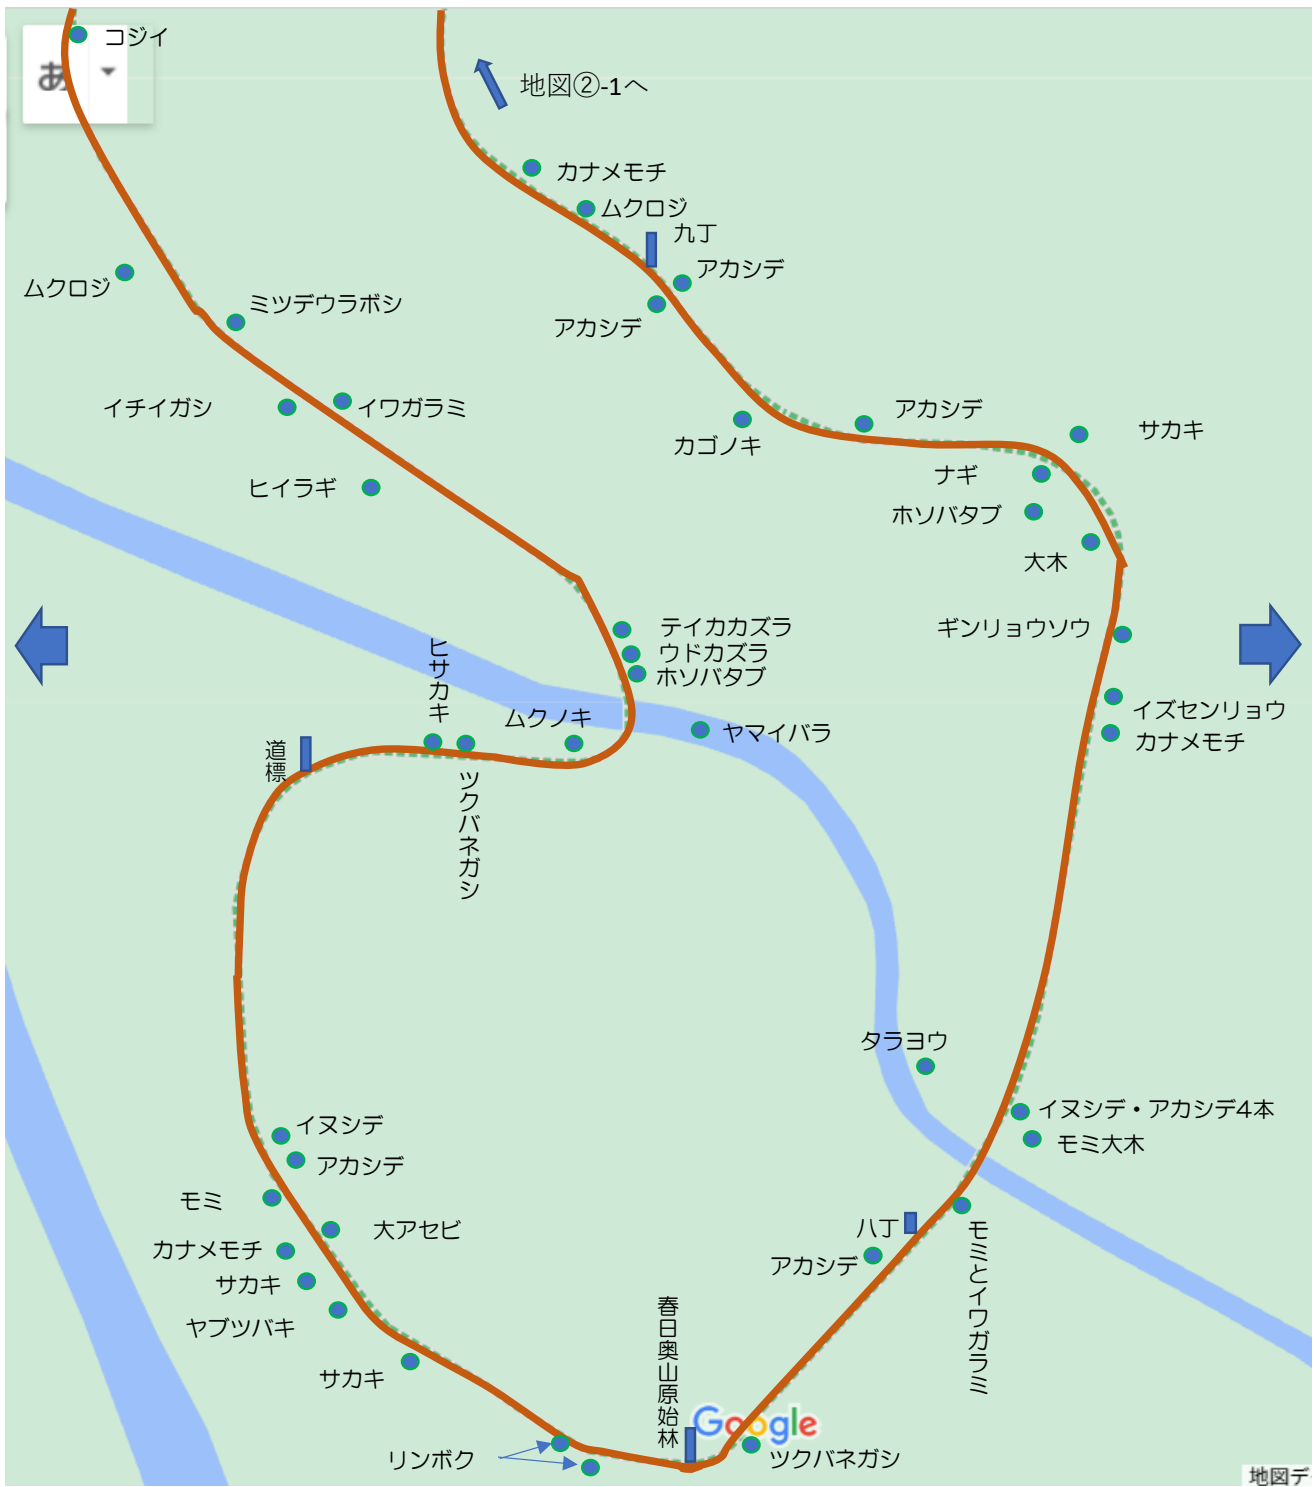 コジイ
あ
地図②-1へ
カナメモチ
ムクロジ
九丁
アカシデ
ムクロジ
ミツデウラボシ
アカシデ
イチイガシ
イワガラミ
アカシデ
サカキ
カゴノキ
ナギ
ヒイラギ
ホソバタブ
大木
テイカカズラ
ギンリョウソウ
ウドカズラ
ホソバタブ
ヒサカキ
ムクノキ
ヤマイバラ
イズセンリョウ
カナメモチ
道標
ツクバネガシ
タラヨウ
イヌシデ・アカシデ4本
モミ大木
イヌシデ
アカシデ
モミ
大アセビ
八丁
モミとイワガラミ
カナメモチ
アカシデ
サカキ
ヤブツバキ
春日奥山原始林
サカキ
Google
リンボク
ツクバネガシ
地図デ